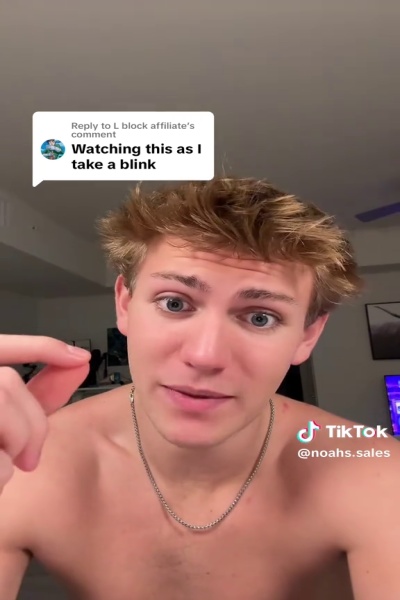 Reply to L block affiliate's
comment
Watching this as I
take a blink
TikTok
@noahs.sales